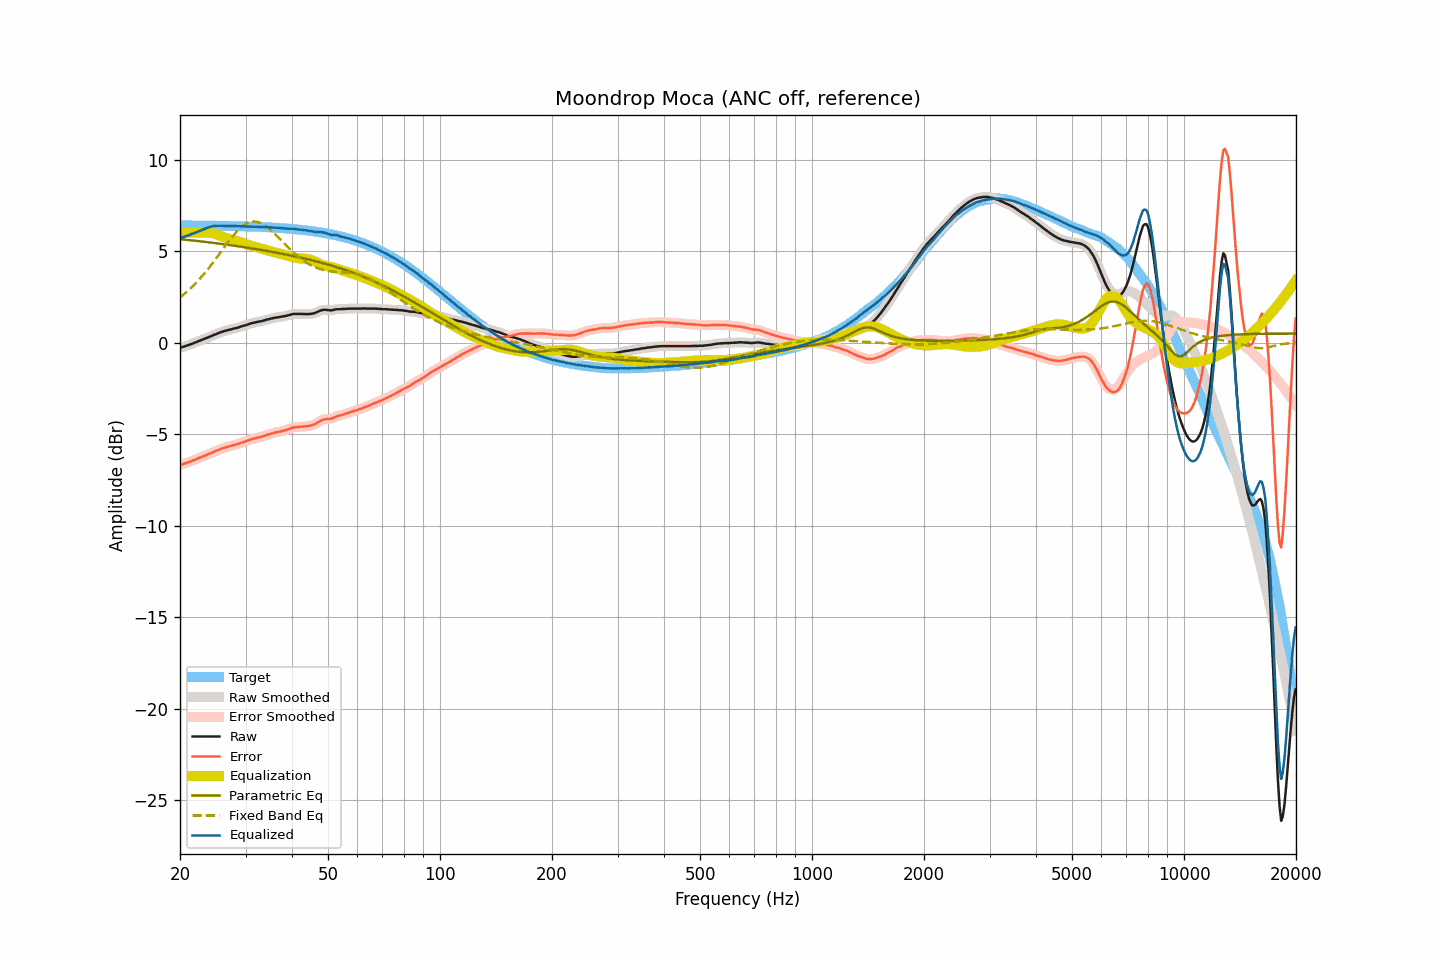 Moondrop Moca (ANC off, reference)
10
5
0
−5
−10
−15
−20
−25
Amplitude (dBr)
Target
Raw Smoothed
Error Smoothed
Raw
Error
Equalization
Parametric Eq
Fixed Band Eq
Equalized
20 50 100 200 500 1000 2000 5000 10000 20000
Frequency (Hz)